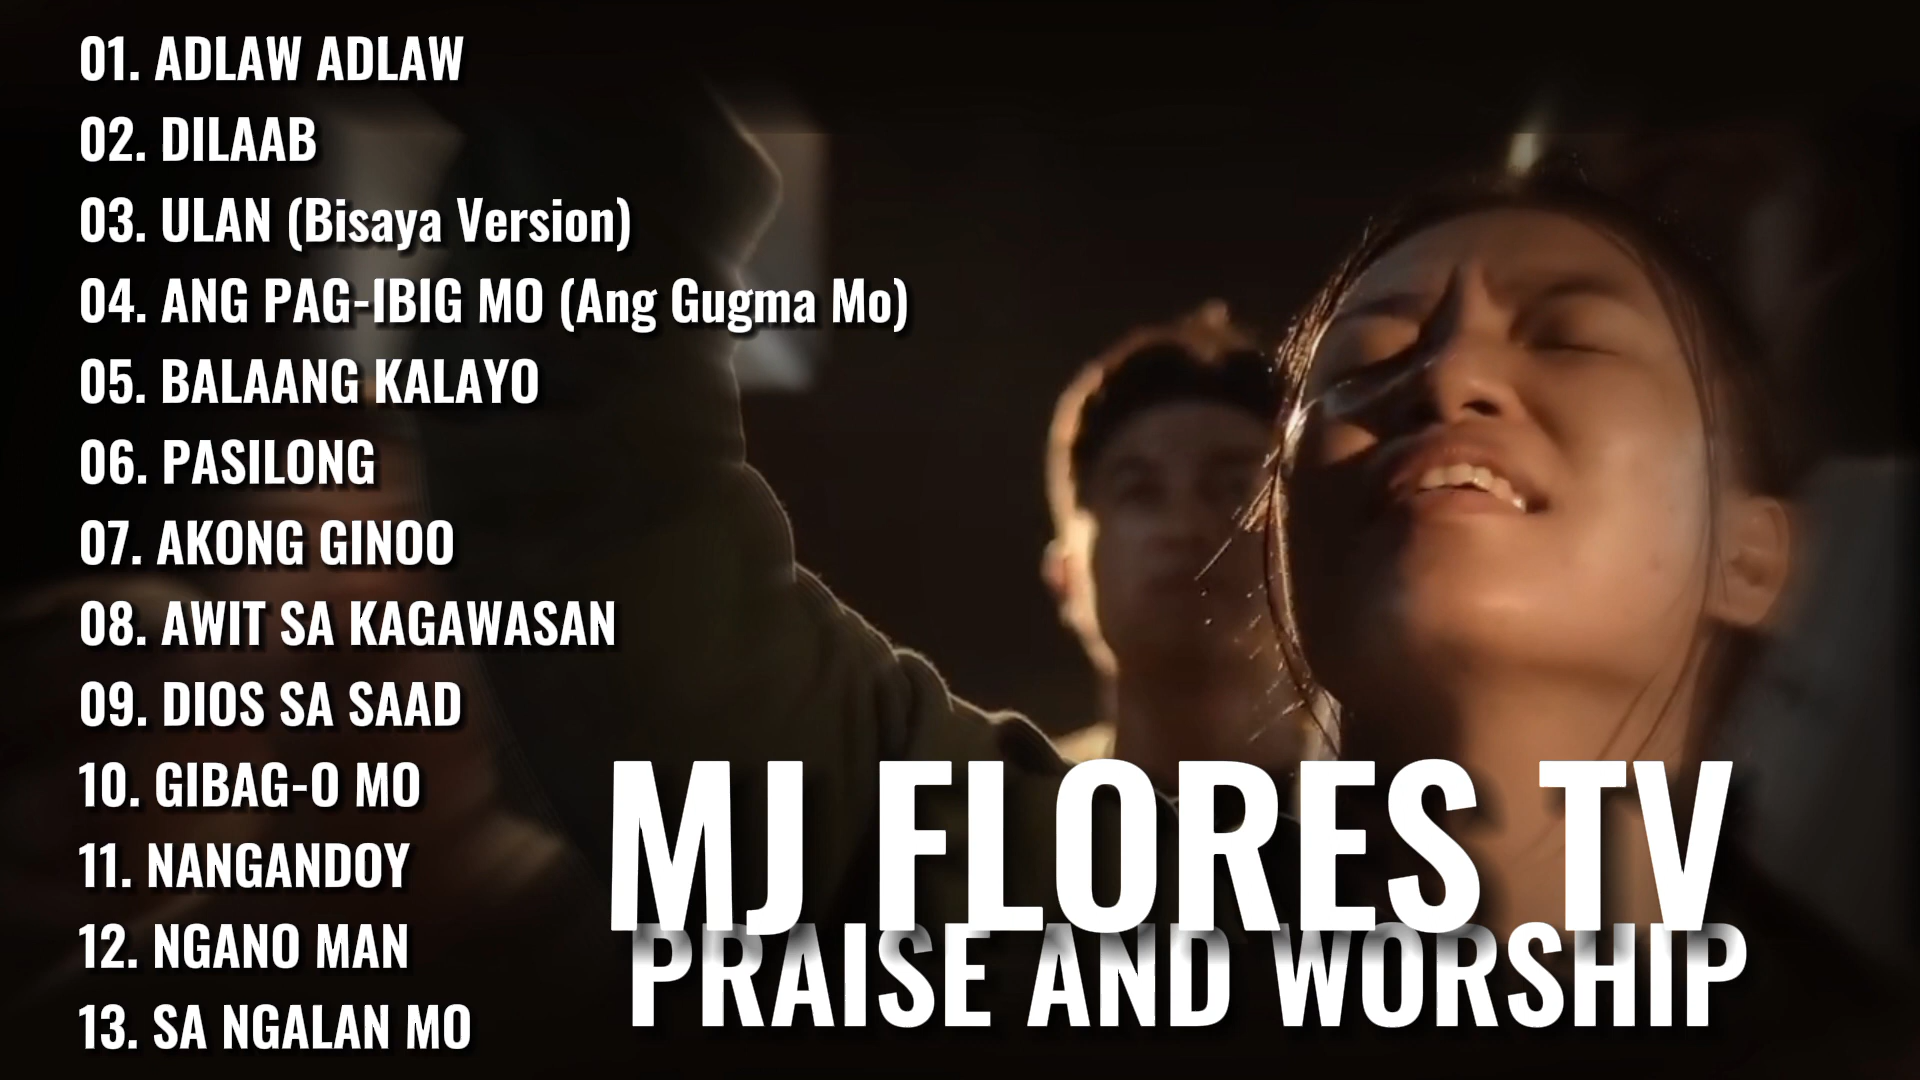 01. ADLAW ADLAW
02. DILAAB
03. ULAN (Bisaya Version)
04. ANG PAG-IBIG MO (Ang Gugma Mo)
05. BALAANG KALAYO
06. PASILONG
07. AKONG GINOO
08. AWIT SA KAGAWASAN
09. DIOS SA SAAD
10. GIBAG-O MO
11. NANGANDOY
12. NGANO MAN
13. SA NGALAN MO
MJ FLORES TV
PRAISE AND WORSHIP